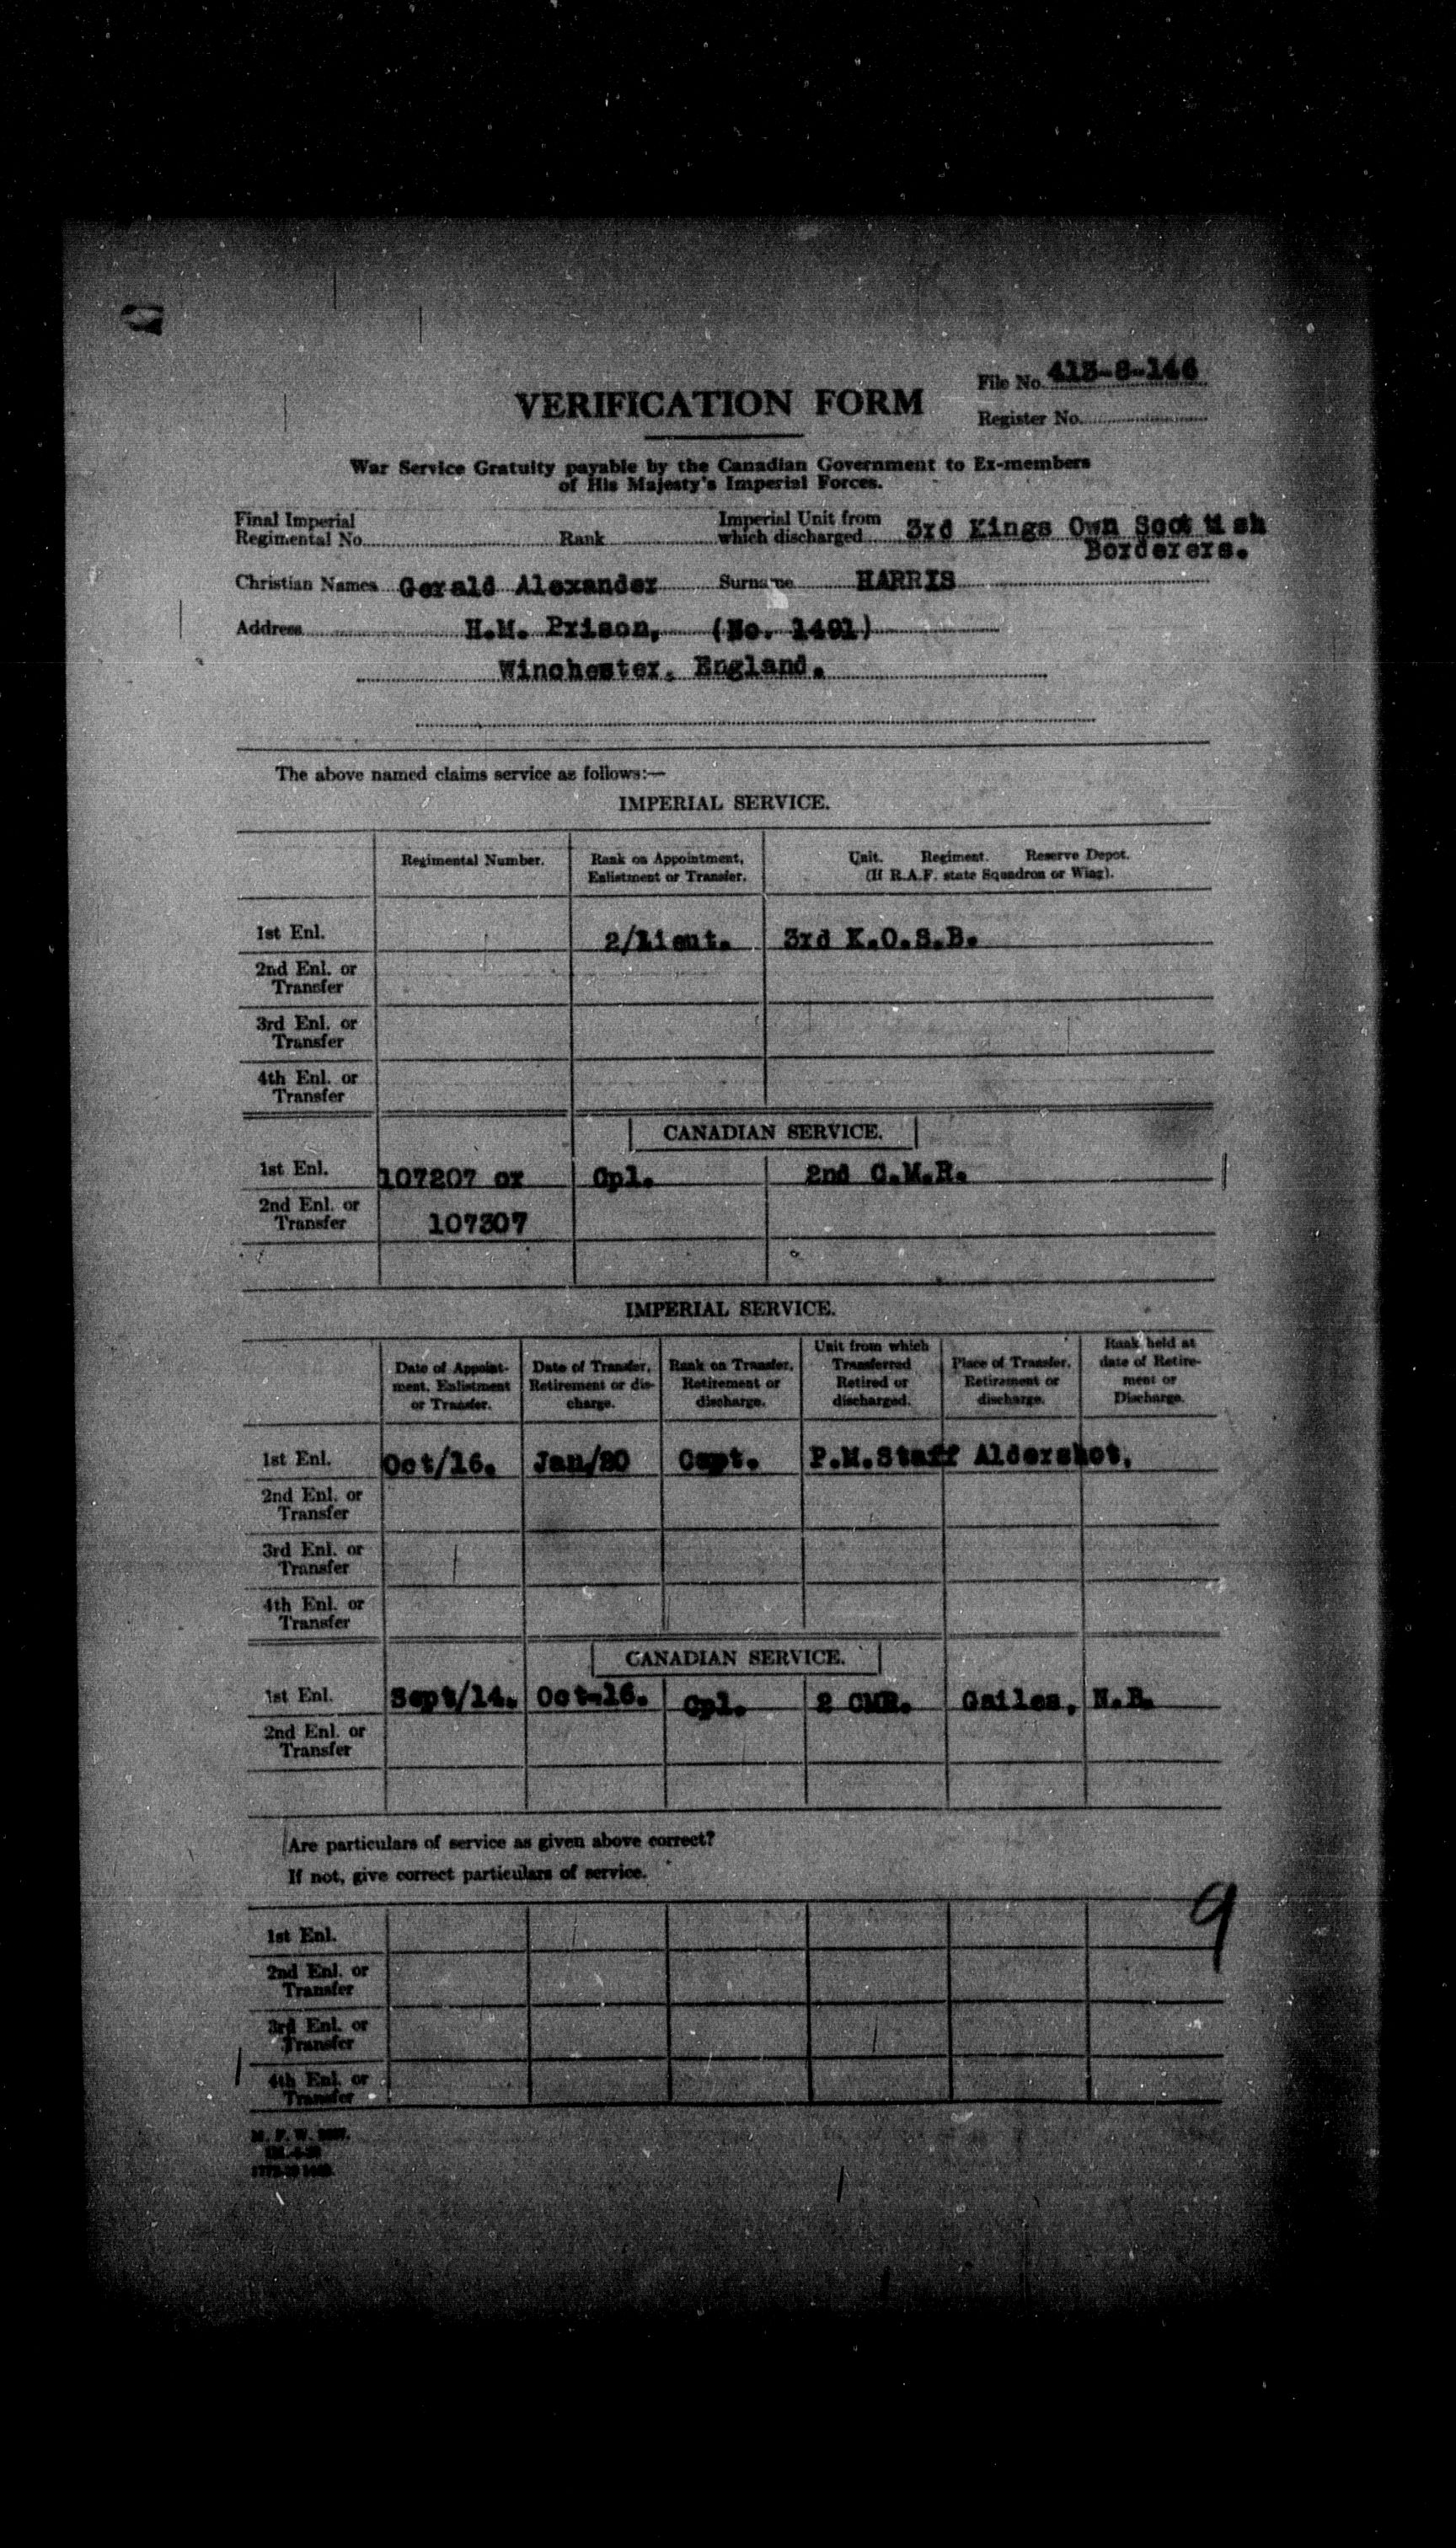 File No. 413-8-146
VERIFICATION FORM
Register No.
War Service Gratuity payable by the Canadian Government to Ex-members
of His Majesty's Imperial Forces.
Final Imperial Regimental No. Rank Imperial Unit from which discharged 3rd Kings Own Scottish
Borderers.
Christian Names Gerald Alexander Surname HARRIS
Address H.M. Prison, (No. 1491)
Winchester, England.
The above named claims service as follows:—
IMPERIAL SERVICE.
Regimental Number. Rank on Appointment, Enlistment or Transfer. Unit. Regiment. Reserve Depot. (If R.A.F. state Squadron or Wing).
1st Enl. 2/Lieut. 3rd K.O.S.B.
2nd Enl. or Transfer
3rd Enl. or Transfer
4th Enl. or Transfer
CANADIAN SERVICE.
1st Enl. 107207 or Cpl. 2nd C.M.R.
2nd Enl. or Transfer 107307
IMPERIAL SERVICE.
Date of Appointment, Enlistment or Transfer. Date of Transfer, Retirement or discharge. Rank on Transfer, Retirement or discharge. Unit from which Transferred Retired or discharged. Place of Transfer, Retirement or discharge. Rank held at date of Retirement or Discharge.
1st Enl. Oct/16. Jan/20 Capt. P.M.Staff Aldershot.
2nd Enl. or Transfer
3rd Enl. or Transfer
4th Enl. or Transfer
CANADIAN SERVICE.
1st Enl. Sept/14. Oct-16. Cpl. 2 CMR. Gailes, N.B.
2nd Enl. or Transfer
Are particulars of service as given above correct?
If not, give correct particulars of service.
9
1st Enl.
2nd Enl. or Transfer
3rd Enl. or Transfer
4th Enl. or Transfer
M. F. W.